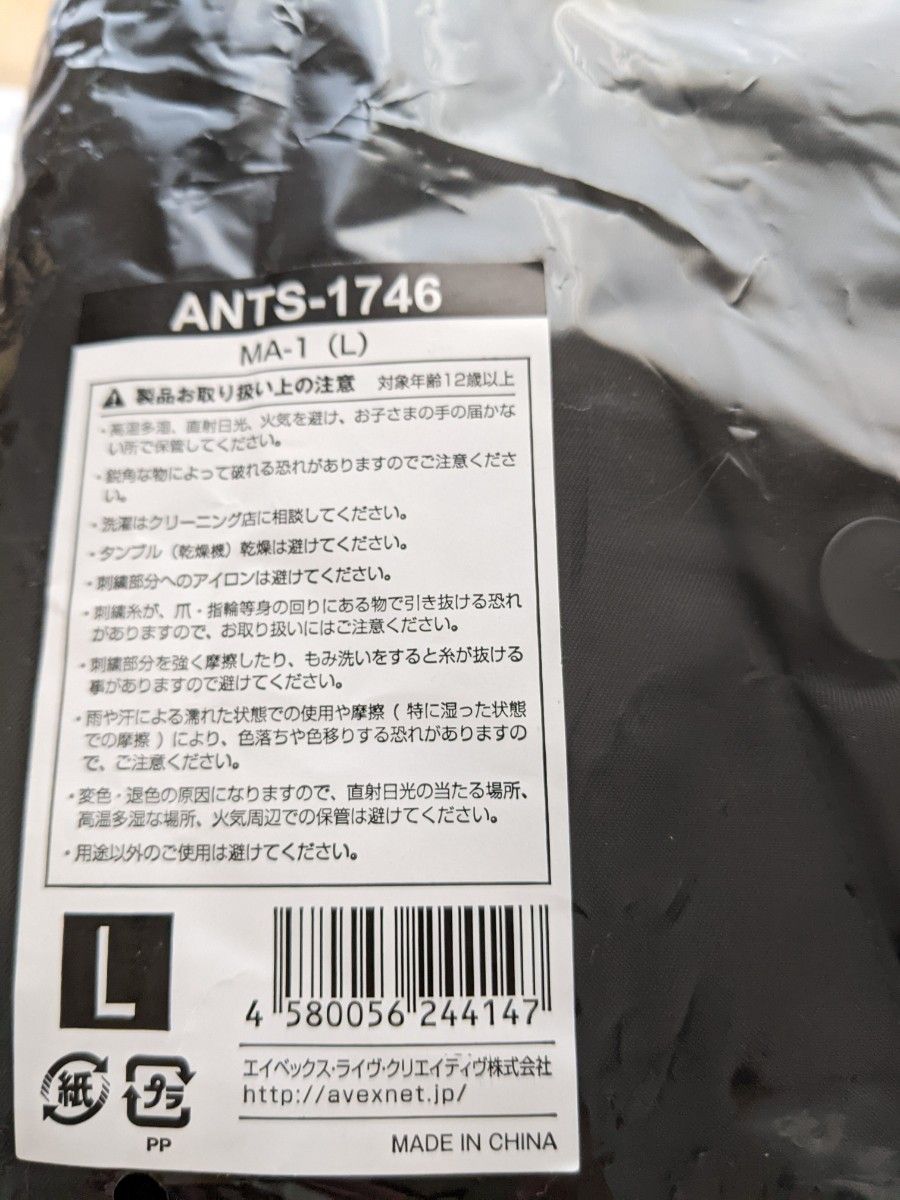 ANTS-1746
MA-1 (L)
製品お取り扱い上の注意 対象年齢12歳以上
・高温多湿、直射日光、火気を避け、お子さまの手の届かな
い所で保管してください。
・鋭角な物によって破れる恐れがありますのでご注意くださ
い。
・洗濯はクリーニング店に相談してください。
・タンブル（乾燥機）乾燥は避けてください。
・刺繍部分へのアイロンは避けてください。
・刺繍糸が、爪・指輪等身の回りにある物で引き抜ける恐れ
がありますので、お取り扱いにはご注意ください。
・刺繍部分を強く摩擦したり、もみ洗いをすると糸が抜ける
事がありますので避けてください。
・雨や汗による濡れた状態での使用や摩擦（特に湿った状態
での摩擦）により、色落ちや色移りする恐れがありますの
で、ご注意ください。
・変色・退色の原因になりますので、直射日光の当たる場所、
高温多湿な場所、火気周辺での保管は避けてください。
・用途以外のご使用は避けてください。
L
4 580056 244147
エイベックス・ライヴ・クリエイティヴ株式会社
http://avexnet.jp/
紙 プラ
PP
MADE IN CHINA